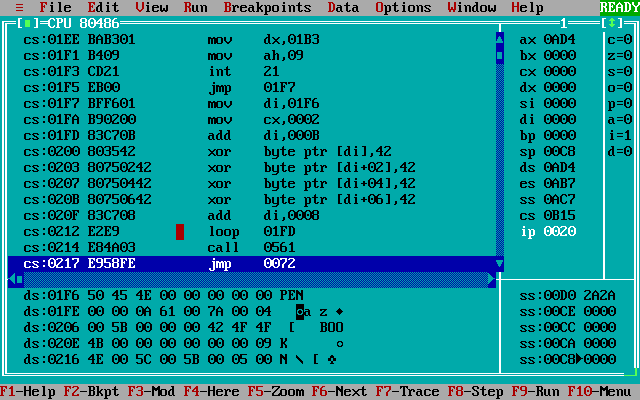 ≡ File Edit View Run Breakpoints Data Options Window Help READY
[■]=CPU 80486 1=[↕]
cs:01EE BAB301 mov dx,01B3 ax 0AD4 c=0
cs:01F1 B409 mov ah,09 bx 0000 z=0
cs:01F3 CD21 int 21 cx 0000 s=0
cs:01F5 EB00 jmp 01F7 dx 0000 o=0
cs:01F7 BFF601 mov di,01F6 si 0000 p=0
cs:01FA B90200 mov cx,0002 di 0000 a=0
cs:01FD 83C70B add di,000B bp 0000 i=1
cs:0200 803542 xor byte ptr [di],42 sp 00C8 d=0
cs:0203 80750242 xor byte ptr [di+02],42 ds 0AD4
cs:0207 80750442 xor byte ptr [di+04],42 es 0AB7
cs:020B 80750642 xor byte ptr [di+06],42 ss 0AC7
cs:020F 83C708 add di,0008 cs 0B15
cs:0212 E2E9 loop 01FD ip 0020
cs:0214 E84A03 call 0561
cs:0217 E958FE jmp 0072
ds:01F6 50 45 4E 00 00 00 00 00 PEN ss:00D0 2A2A
ds:01FE 00 00 0A 61 00 7A 00 04 a z ♦ ss:00CE 0000
ds:0206 00 5B 00 00 00 42 4F 4F [ BOO ss:00CC 0000
ds:020E 4B 00 00 00 00 00 00 09 K ○ ss:00CA 0000
ds:0216 4E 00 5C 00 5B 00 05 00 N \ [ ♣ ss:00C8►0000
F1-Help F2-Bkpt F3-Mod F4-Here F5-Zoom F6-Next F7-Trace F8-Step F9-Run F10-Menu